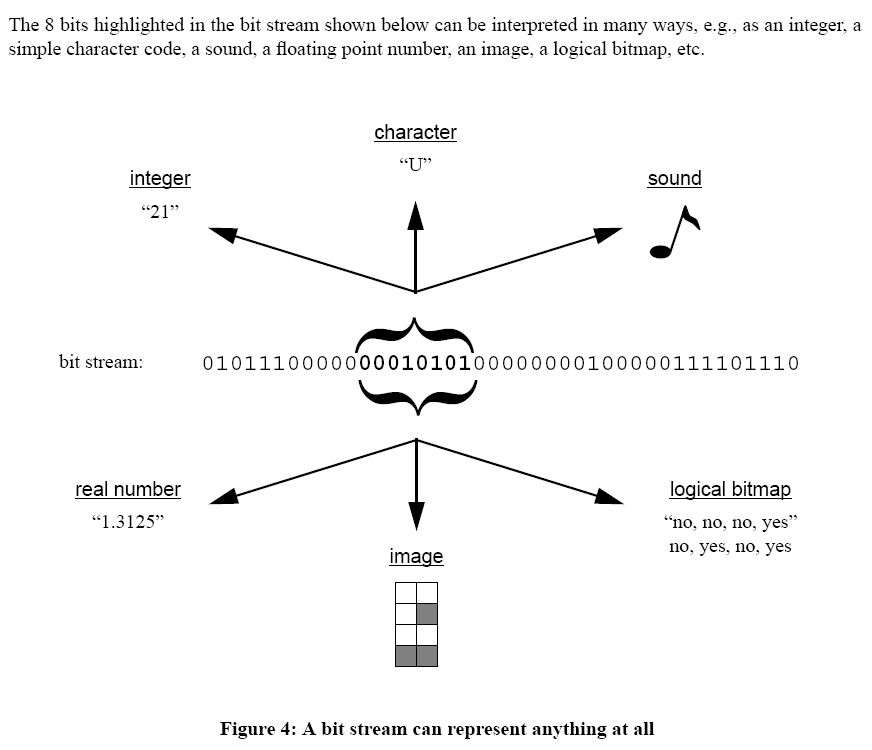 The 8 bits highlighted in the bit stream shown below can be interpreted in many ways, e.g., as an integer, a
simple character code, a sound, a floating point number, an image, a logical bitmap, etc.
character
“U”
integer
“21”
sound
bit stream: 010111000000001010100000000100000111101110
real number
“1.3125”
logical bitmap
“no, no, no, yes”
no, yes, no, yes
image
Figure 4: A bit stream can represent anything at all